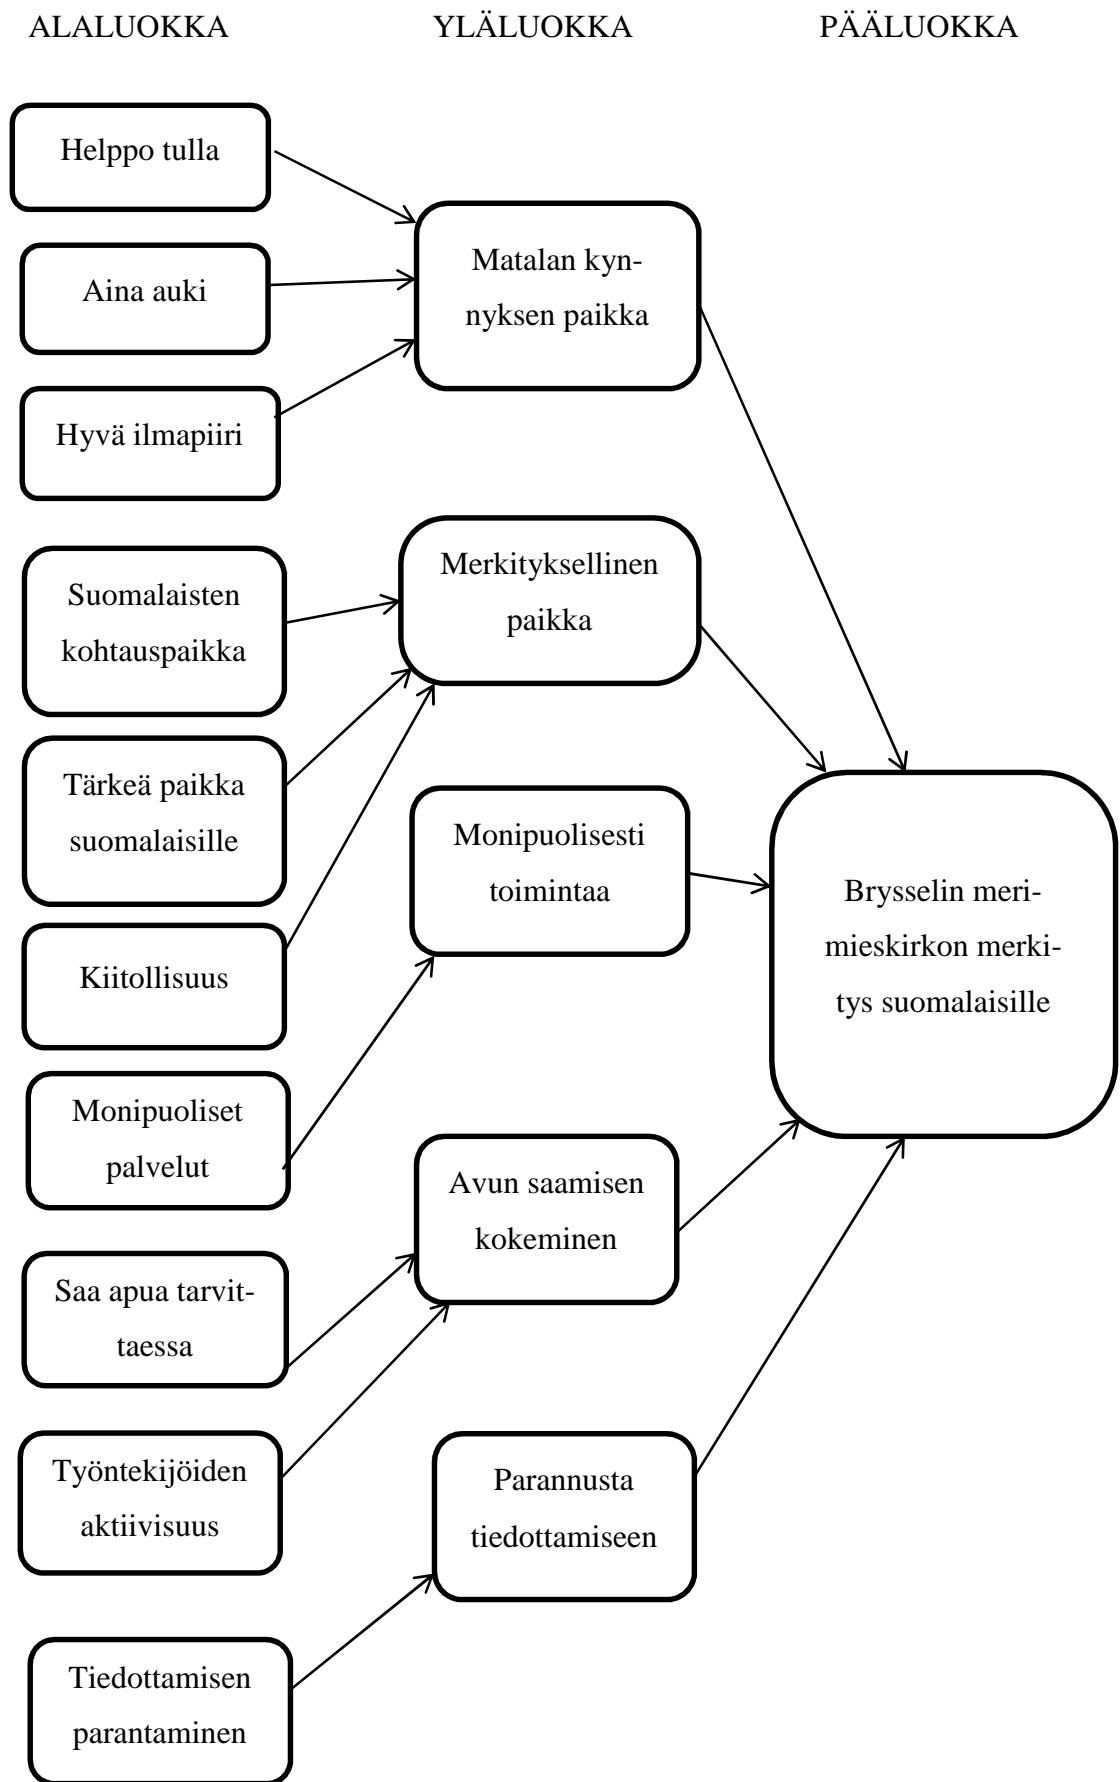 ALALUOKKA
YLÄLUOKKA
PÄÄLUOKKA
Helppo tulla
Aina auki
Hyvä ilmapiiri
Suomalaisten
kohtauspaikka
Tärkeä paikka
suomalaisille
Kiitollisuus
Monipuoliset
palvelut
Saa apua tarvit-
taessa
Työntekijöiden
aktiivisuus
Tiedottamisen
parantaminen
Matalan kyn-
nyksen paikka
Merkityksellinen
paikka
Monipuolisesti
toimintaa
Avun saamisen
kokeminen
Parannusta
tiedottamiseen
Brysselin meri-
mieskirkon merki-
tys suomalaisille